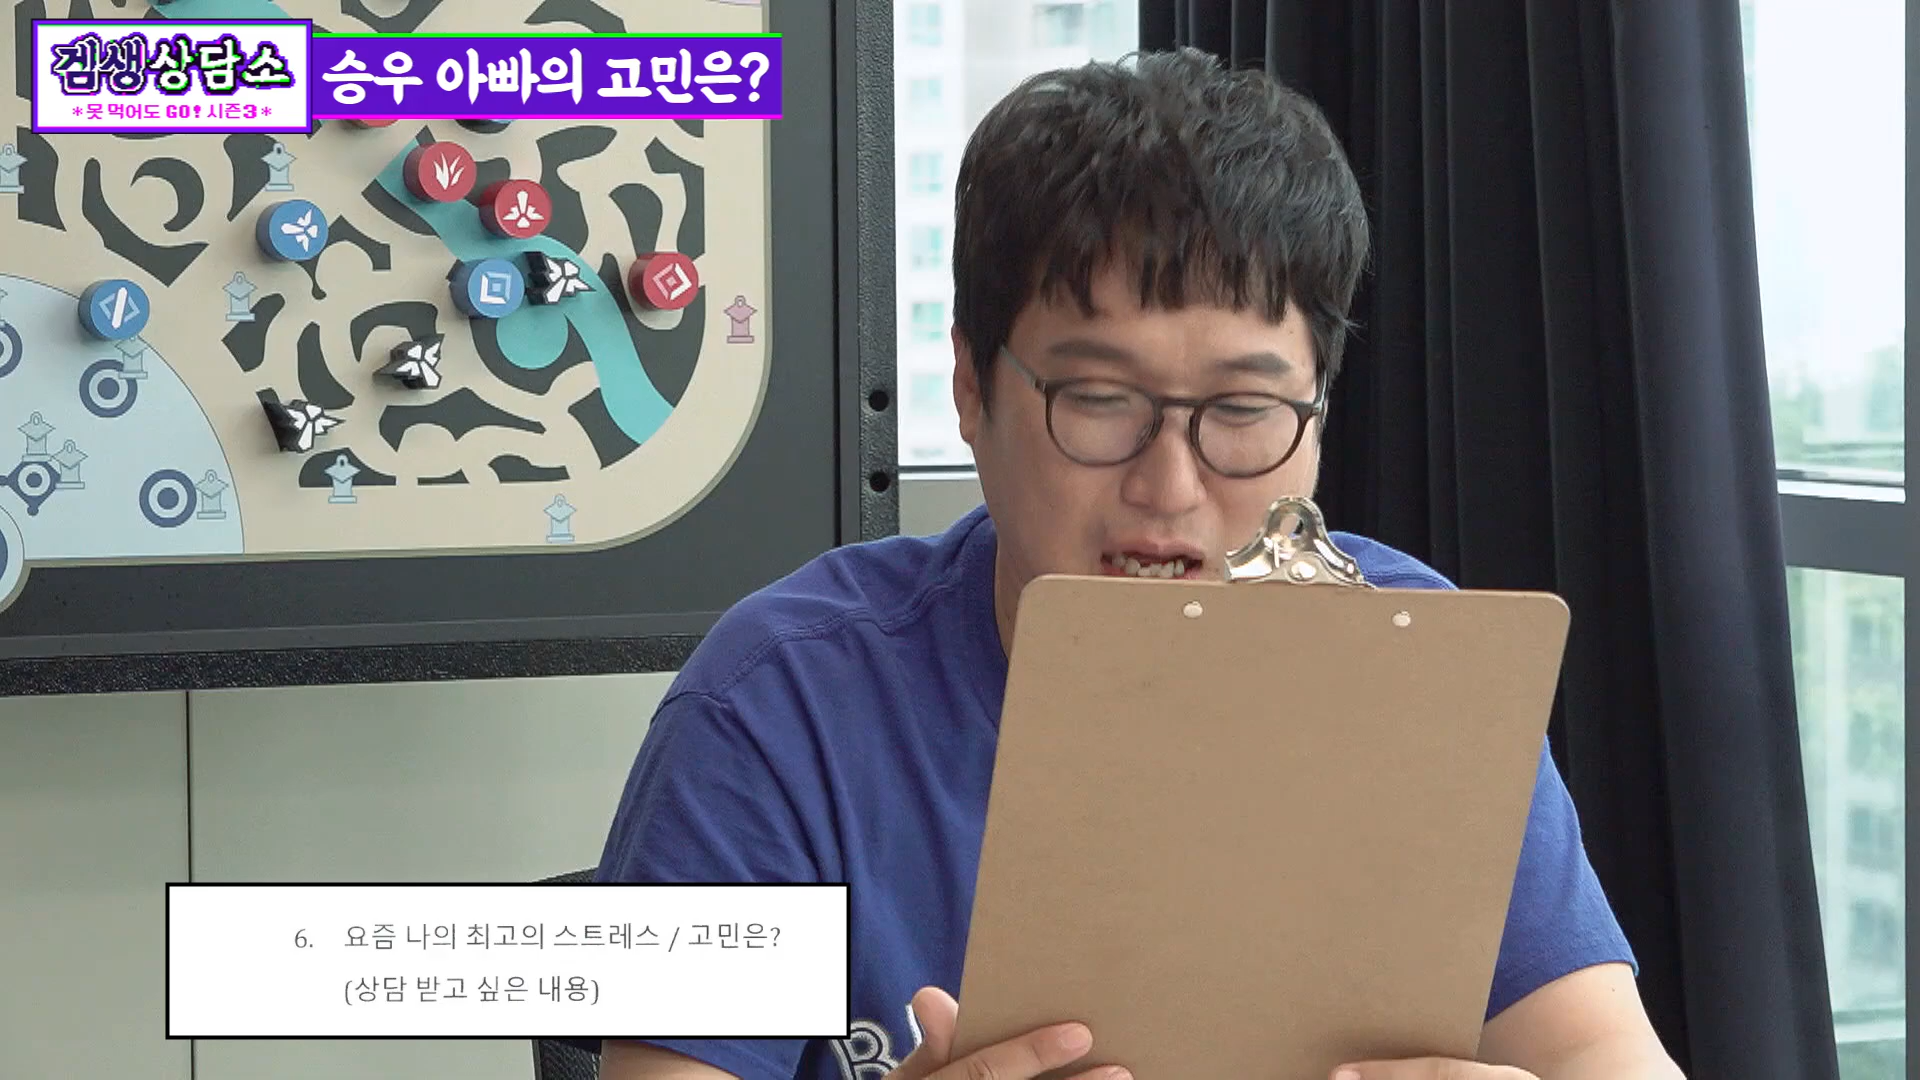 겜생상담소
*못 먹어도 GO! 시즌3*
승우 아빠의 고민은?
6. 요즘 나의 최고의 스트레스 / 고민은?
(상담 받고 싶은 내용)